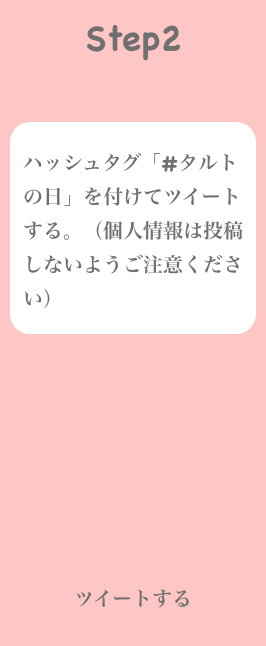 Step2
ハッシュタグ「#タルト
の日」を付けてツイート
する。（個人情報は投稿
しないようご注意くださ
い）
ツイートする